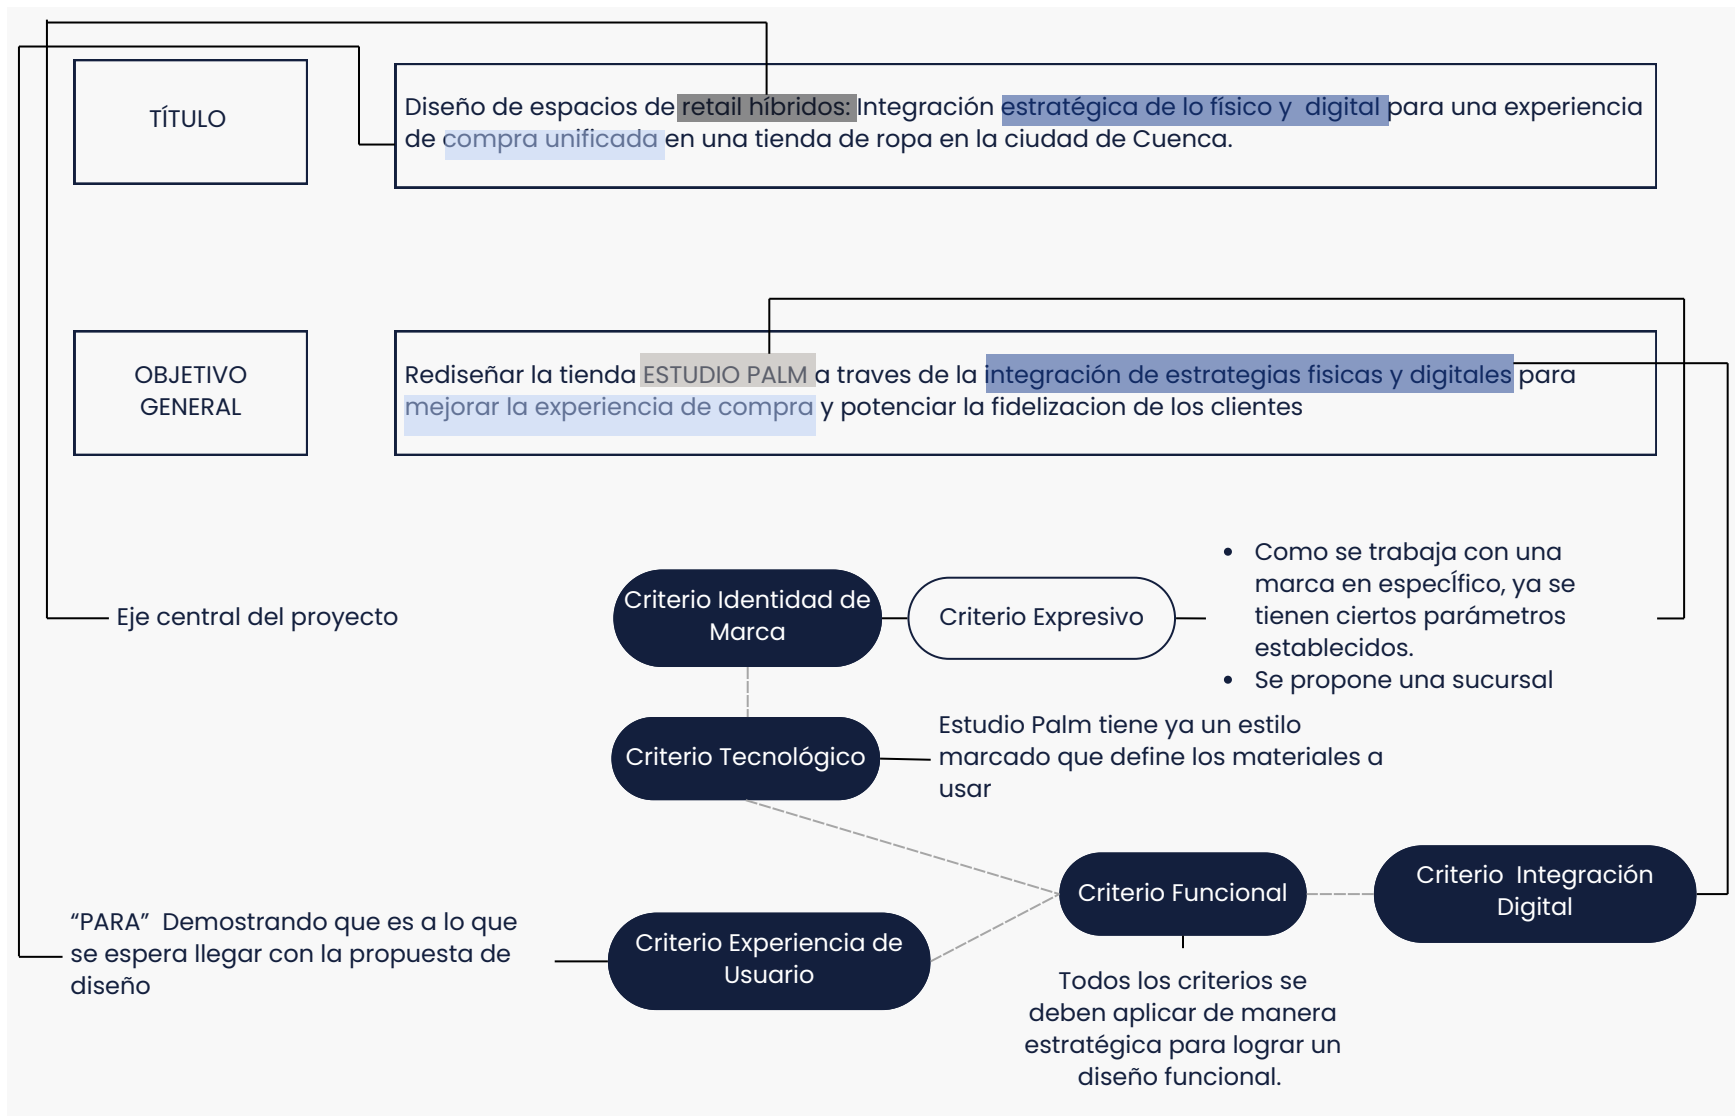 TÍTULO
Diseño de espacios de retail híbridos: Integración estratégica de lo físico y digital para una experiencia
de compra unificada en una tienda de ropa en la ciudad de Cuenca.
OBJETIVO
GENERAL
Rediseñar la tienda ESTUDIO PALM a traves de la integración de estrategias fisicas y digitales para
mejorar la experiencia de compra y potenciar la fidelizacion de los clientes
Eje central del proyecto
Criterio Identidad de
Marca
Criterio Expresivo
• Como se trabaja con una
marca en específico, ya se
tienen ciertos parámetros
establecidos.
• Se propone una sucursal
Criterio Tecnológico
Estudio Palm tiene ya un estilo
marcado que define los materiales a
usar
“PARA” Demostrando que es a lo que
se espera llegar con la propuesta de
diseño
Criterio Experiencia de
Usuario
Criterio Funcional
Criterio Integración
Digital
Todos los criterios se
deben aplicar de manera
estratégica para lograr un
diseño funcional.